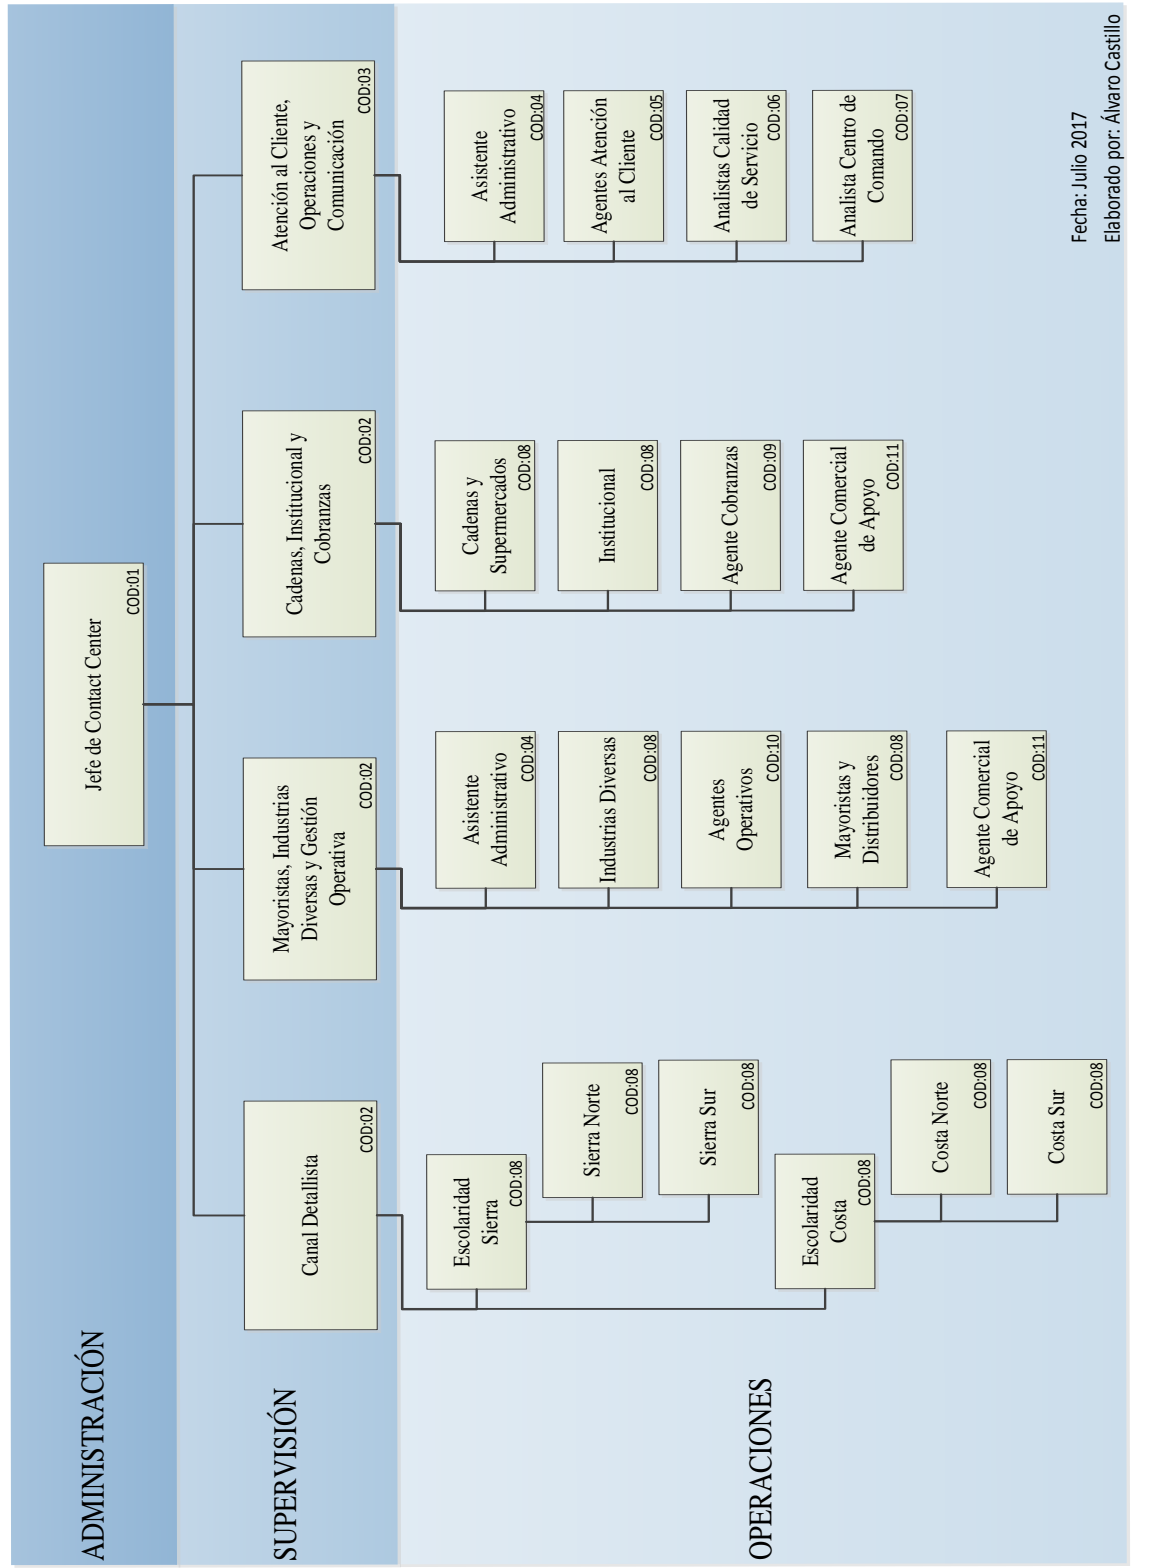 ADMINISTRACIÓN
Jefe de Contact Center
COD:01
SUPERVISIÓN
Canal Detallista
COD:02
Mayoristas, Industrias
Diversas y Gestión
Operativa
COD:02
Cadenas, Institucional y
Cobranzas
COD:02
Atención al Cliente,
Operaciones y
Comunicación
COD:03
OPERACIONES
Escolaridad
Sierra
COD:08
Sierra Norte
COD:08
Sierra Sur
COD:08
Escolaridad
Costa
COD:08
Costa Norte
COD:08
Costa Sur
COD:08
Asistente
Administrativo
COD:04
Industrias Diversas
COD:08
Agentes
Operativos
COD:10
Mayoristas y
Distribuidores
COD:08
Agente Comercial
de Apoyo
COD:11
Cadenas y
Supermercados
COD:08
Institucional
COD:08
Agente Cobranzas
COD:09
Agente Comercial
de Apoyo
COD:11
Asistente
Administrativo
COD:04
Agentes Atención
al Cliente
COD:05
Analistas Calidad
de Servicio
COD:06
Analista Centro de
Comando
COD:07
Fecha: Julio 2017
Elaborado por: Álvaro Castillo